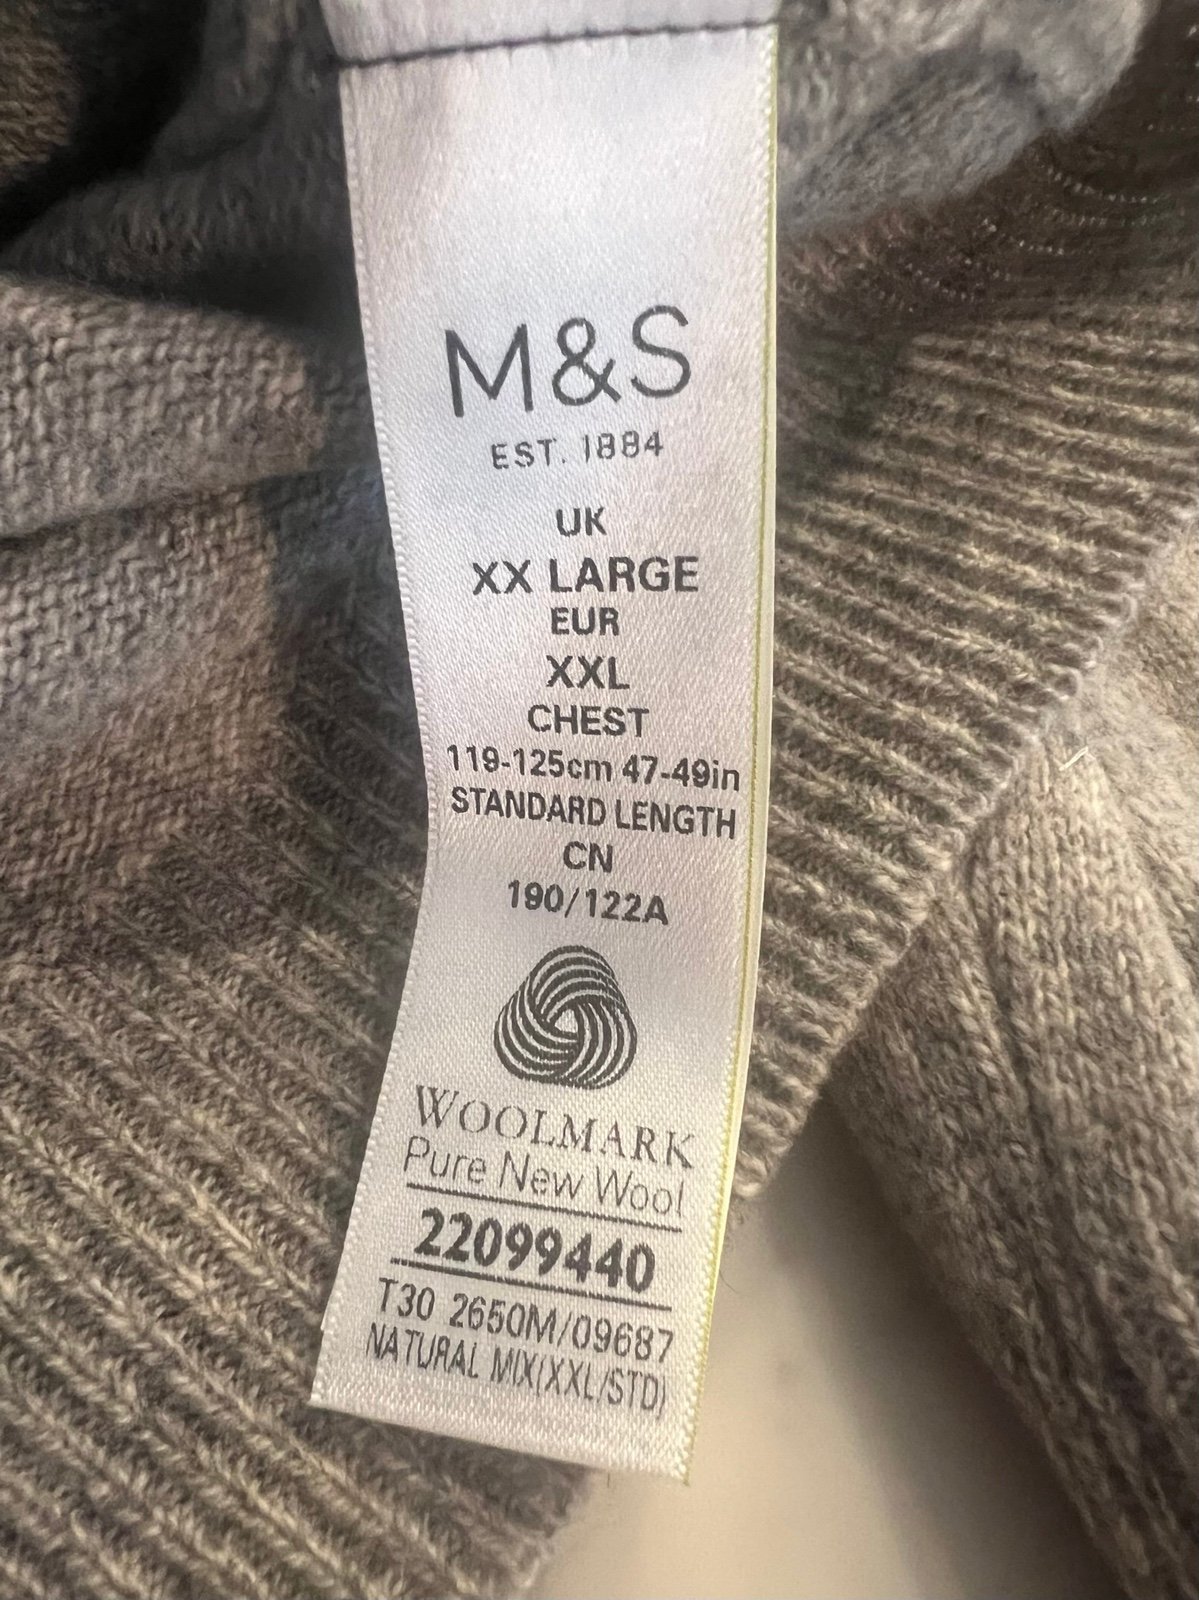 M&S
EST. 1884
UK
XX LARGE
EUR
XXL
CHEST
119-125cm 47-49in
STANDARD LENGTH
CN
190/122A
WOOLMARK
Pure New Wool
22099440
T30 2650M/09687
NATURAL MIX(XXL/STD)